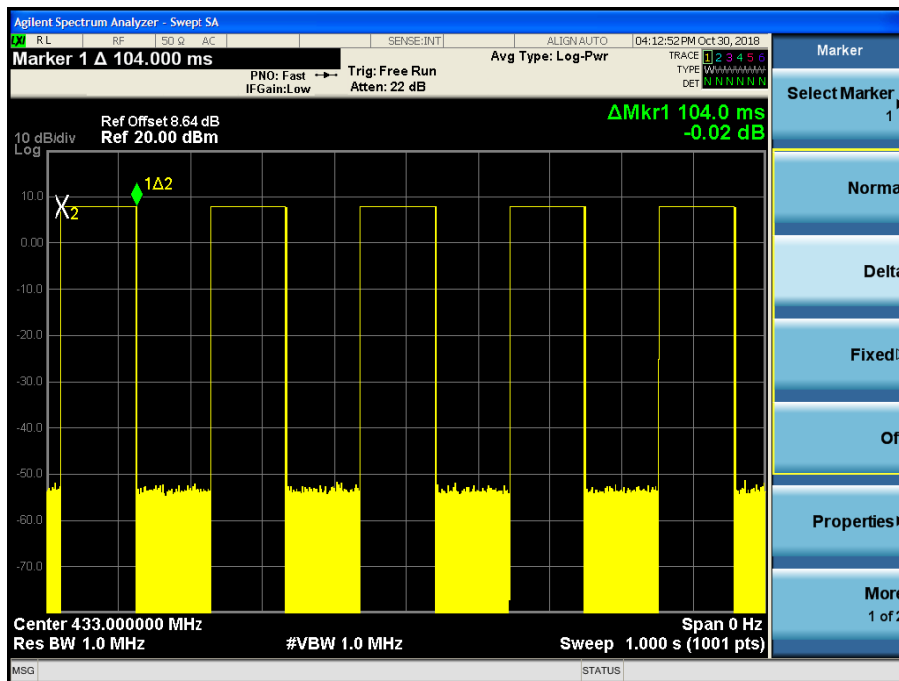 Agilent Spectrum Analyzer - Swept SA
LXI RL RF 50 Ω AC SENSE:INT ALIGN AUTO 04:12:52 PM Oct 30, 2018
Marker 1 Δ 104.000 ms
PNO: Fast
IFGain:Low
Trig: Free Run
Atten: 22 dB
Avg Type: Log-Pwr
TRACE 1 2 3 4 5 6
TYPE
DET N N N N N N
Marker
Select Marker
1
Ref Offset 8.64 dB
Ref 20.00 dBm
10 dB/div
Log
ΔMkr1 104.0 ms
-0.02 dB
1Δ2
2
10.0
0.00
-10.0
-20.0
-30.0
-40.0
-50.0
-60.0
-70.0
Norma
Delta
Fixed
Of
Properties
More
1 of 2
Center 433.000000 MHz
Span 0 Hz
Res BW 1.0 MHz
#VBW 1.0 MHz
Sweep 1.000 s (1001 pts)
MSG
STATUS